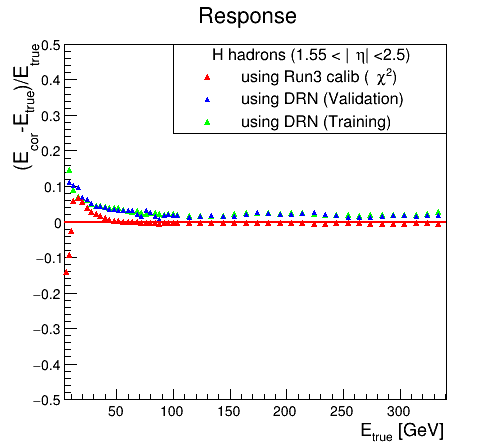 Response
(E_cor -E_true)/E_true
H hadrons (1.55 < | η| <2.5)
using Run3 calib ( χ²)
using DRN (Validation)
using DRN (Training)
0.5
0.4
0.3
0.2
0.1
0
−0.1
−0.2
−0.3
−0.4
−0.5
50 100 150 200 250 300
E_true [GeV]